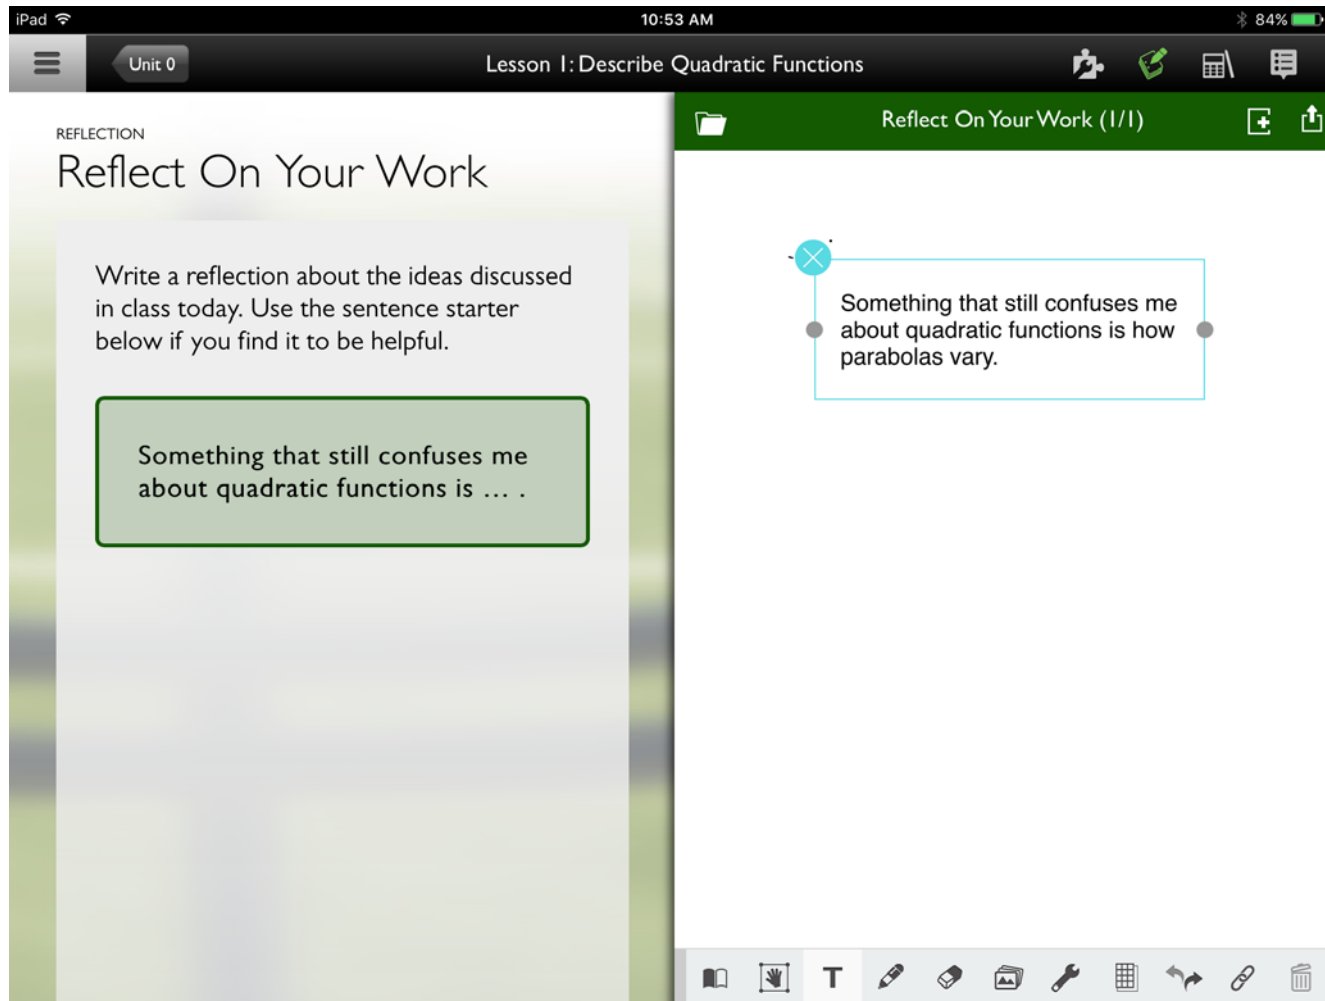 iPad
10:53 AM
84%
Unit 0
Lesson 1: Describe Quadratic Functions
REFLECTION
Reflect On Your Work
Write a reflection about the ideas discussed
in class today. Use the sentence starter
below if you find it to be helpful.
Something that still confuses me
about quadratic functions is ... .
Reflect On Your Work (1/1)
Something that still confuses me
about quadratic functions is how
parabolas vary.
T